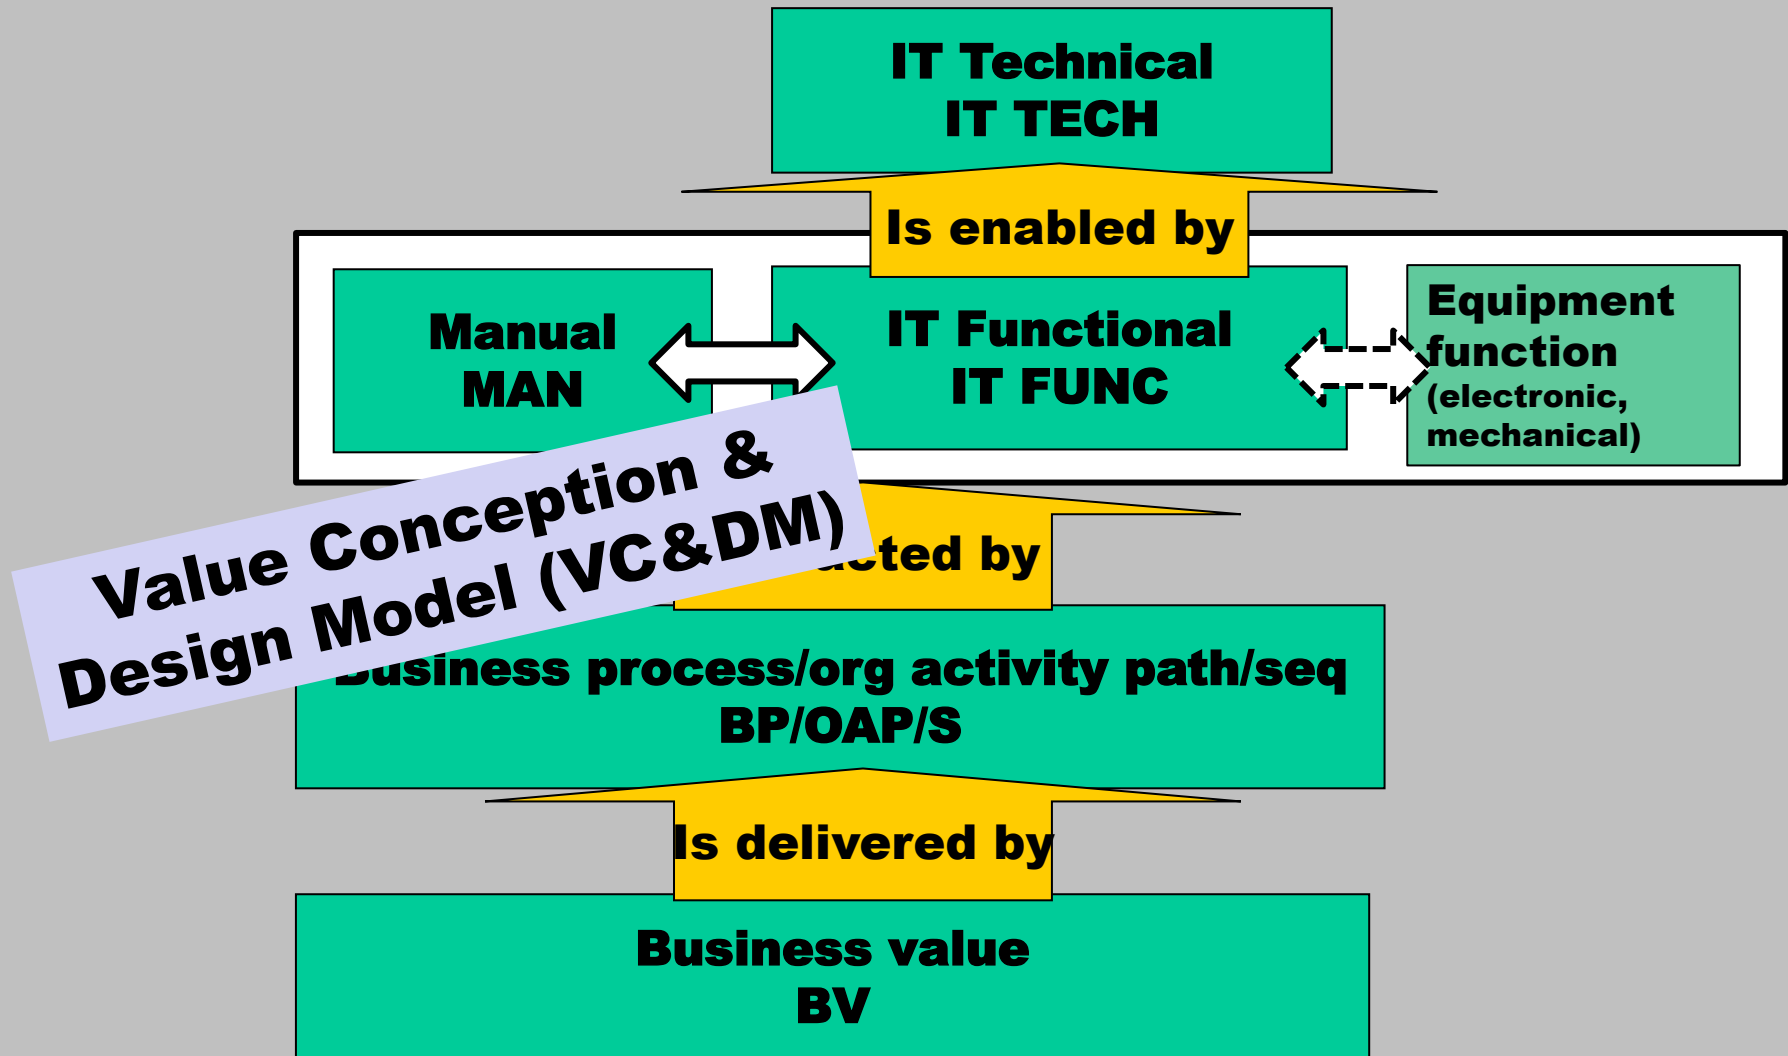 IT Technical
IT TECH
Is enabled by
Manual
MAN
IT Functional
IT FUNC
Equipment
function
(electronic,
mechanical)
Value Conception &
Design Model (VC&DM)
by
Business process/org activity path/seq
BP/OAP/S
Is delivered by
Business value
BV